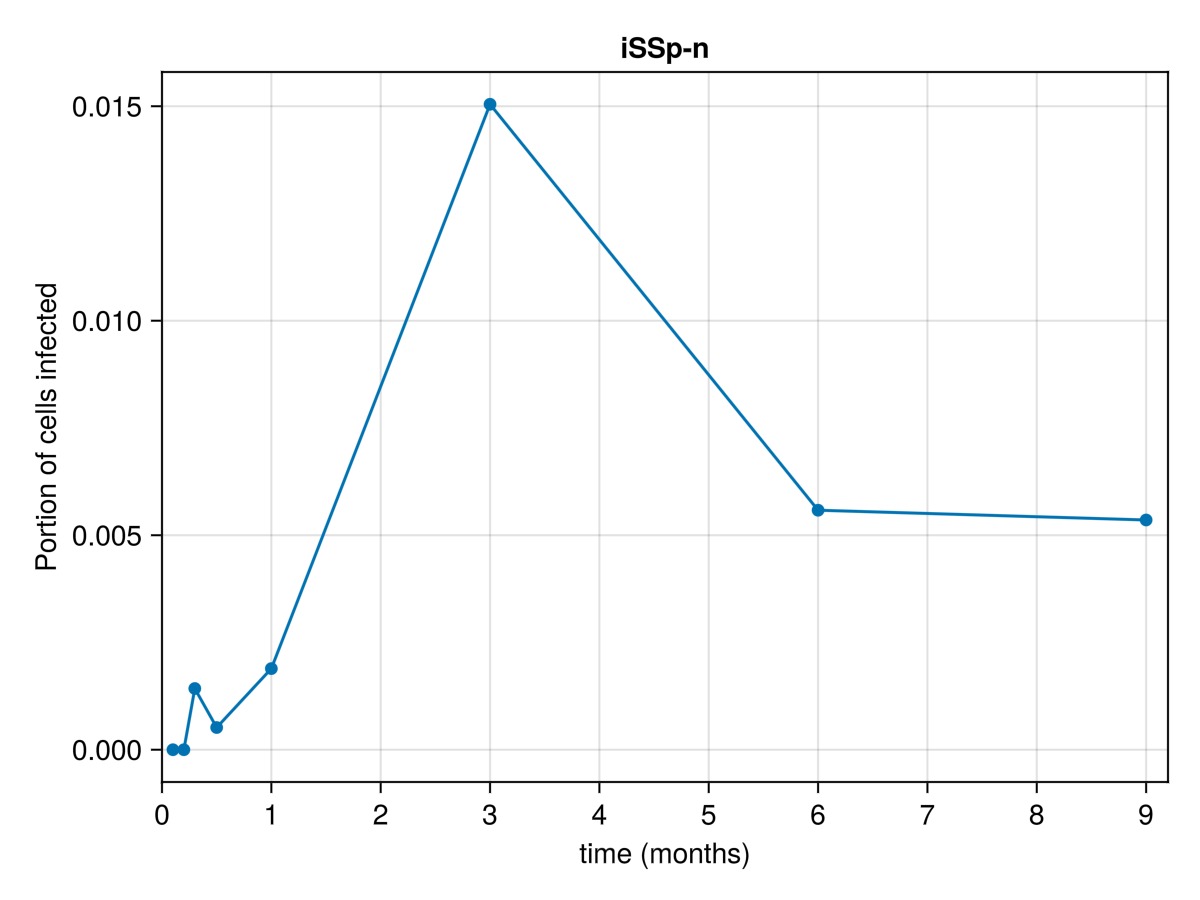 iSSp-n
0.015
0.010
0.005
0.000
Portion of cells infected
0 1 2 3 4 5 6 7 8 9
time (months)